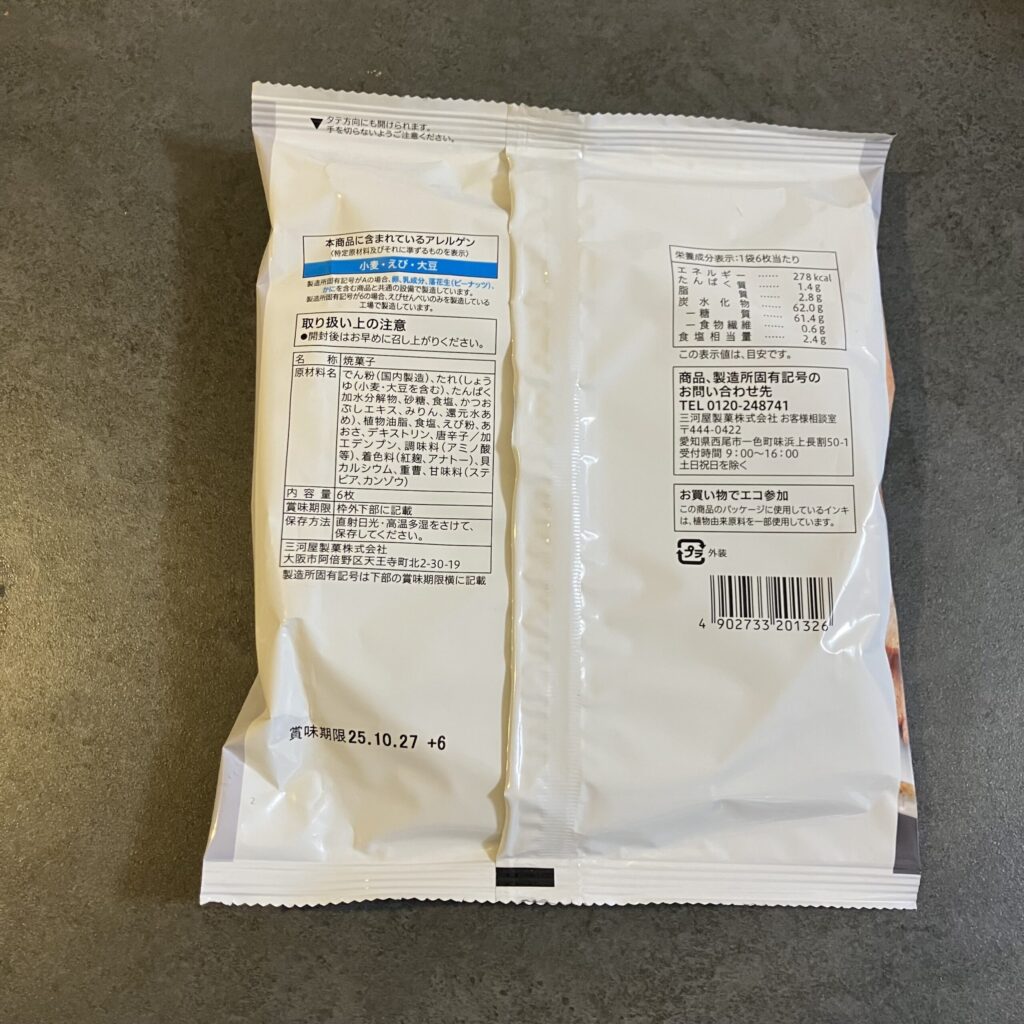 ▼タテ方向にも開けられます。
手を切らないようご注意ください。
本商品に含まれているアレルゲン
(特定原材料及びそれに準ずるものを表示)
小麦・えび・大豆
製造所固有記号がAの場合、卵、乳成分、落花生(ピーナッツ)、
かにを含む商品と共通の設備で製造しています。
製造所固有記号が6の場合、えびせんべいのみを製造している
工場で製造しています。
取り扱い上の注意
●開封後はお早めに召し上がりください。
名 称 焼菓子
原材料名 でん粉(国内製造)、たれ(しょう
ゆ(小麦・大豆を含む)、たんぱく
加水分解物、砂糖、食塩、かつお
ぶしエキス、みりん、還元水あ
め)、植物油脂、食塩、えび粉、あ
おさ、デキストリン、唐辛子/加
工デンプン、調味料(アミノ酸
等)、着色料(紅麹、アナトー)、貝
カルシウム、重曹、甘味料(ステ
ビア、カンゾウ)
内容量 6枚
賞味期限 枠外下部に記載
保存方法 直射日光・高温多湿をさけて、
保存してください。
三河屋製菓株式会社
大阪市阿倍野区天王寺町北2-30-19
製造所固有記号は下部の賞味期限横に記載
賞味期限25.10.27 +6
2
栄養成分表示:1袋6枚当たり
エネルギー …… 278kcal
たんぱく質 …… 1.4g
脂質 …… 2.8g
炭水化物 …… 62.0g
ー糖質 …… 61.4g
ー食物繊維 …… 0.6g
食塩相当量 …… 2.4g
この表示値は、目安です。
商品、製造所固有記号の
お問い合わせ先
TEL 0120-248741
三河屋製菓株式会社 お客様相談室
〒444-0422
愛知県西尾市一色町味浜上長割50-1
受付時間 9:00〜16:00
土日祝日を除く
お買い物でエコ参加
この商品のパッケージに使用しているインキ
は、植物由来原料を一部使用しています。
プラ 外装
4 902733 201326